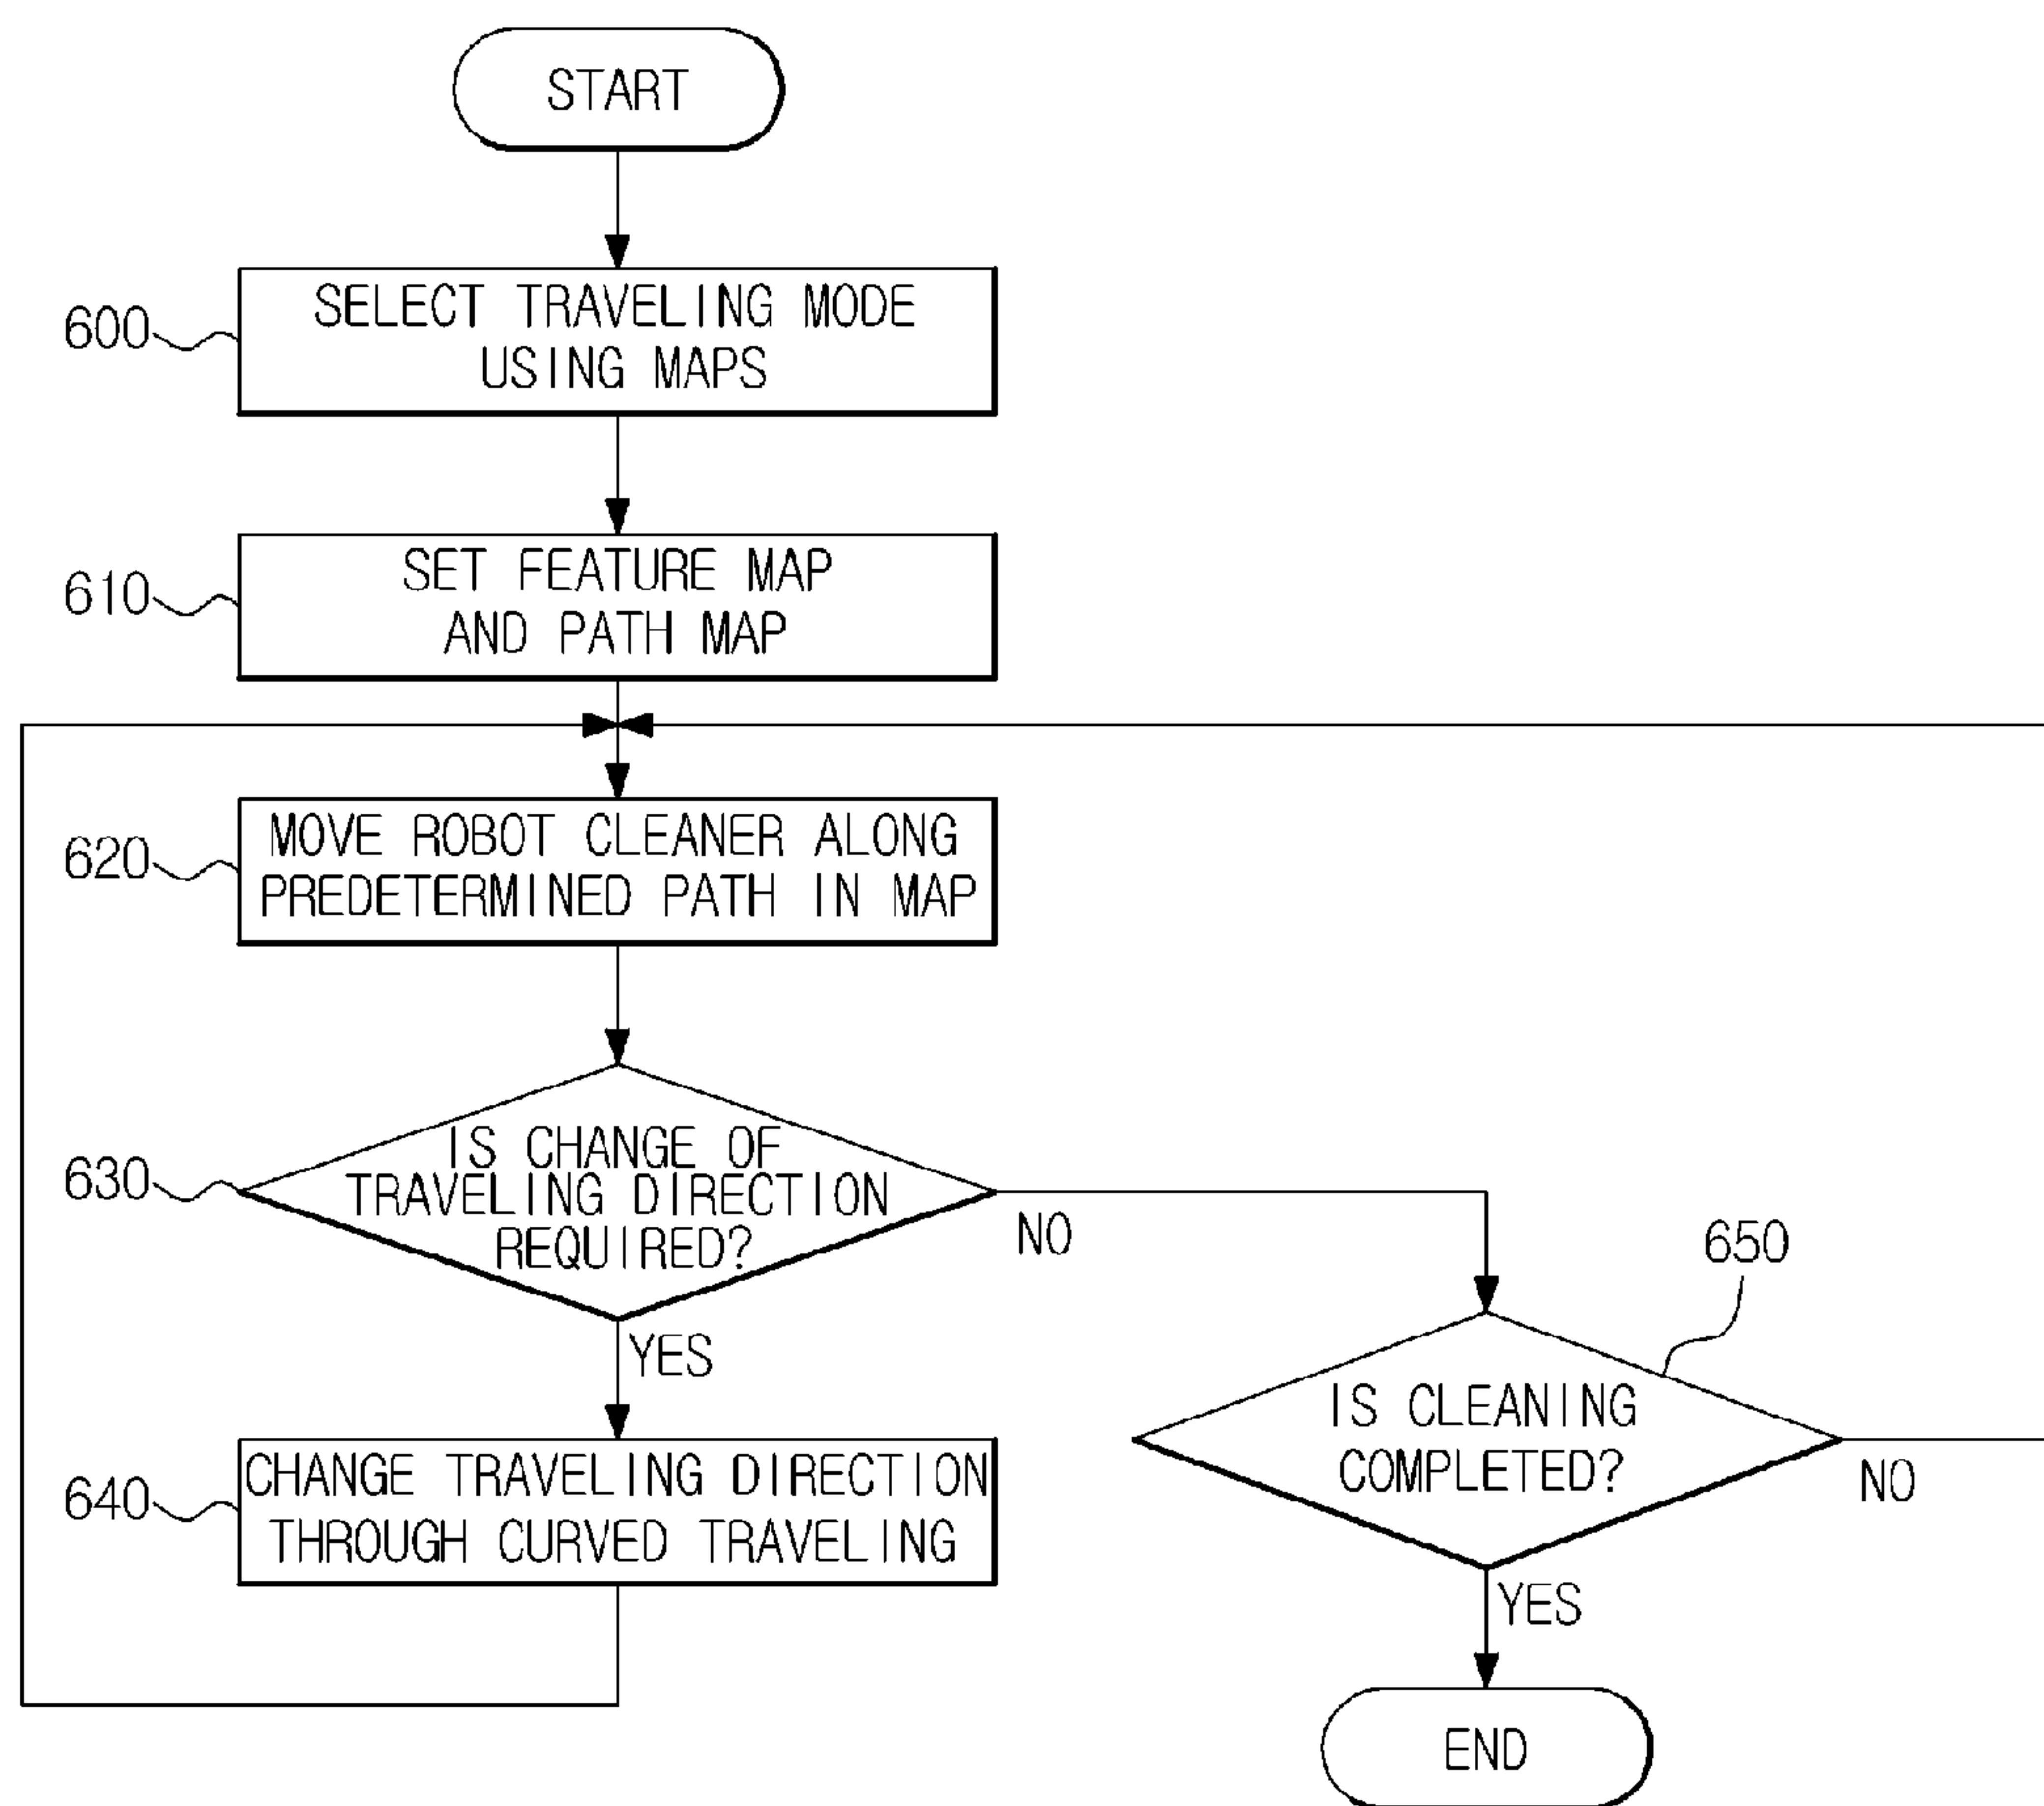 START
600
SELECT TRAVELING MODE
USING MAPS
610
SET FEATURE MAP
AND PATH MAP
620
MOVE ROBOT CLEANER ALONG
PREDETERMINED PATH IN MAP
630
IS CHANGE OF
TRAVELING DIRECTION
REQUIRED?
NO
YES
640
CHANGE TRAVELING DIRECTION
THROUGH CURVED TRAVELING
650
IS CLEANING
COMPLETED?
NO
YES
END